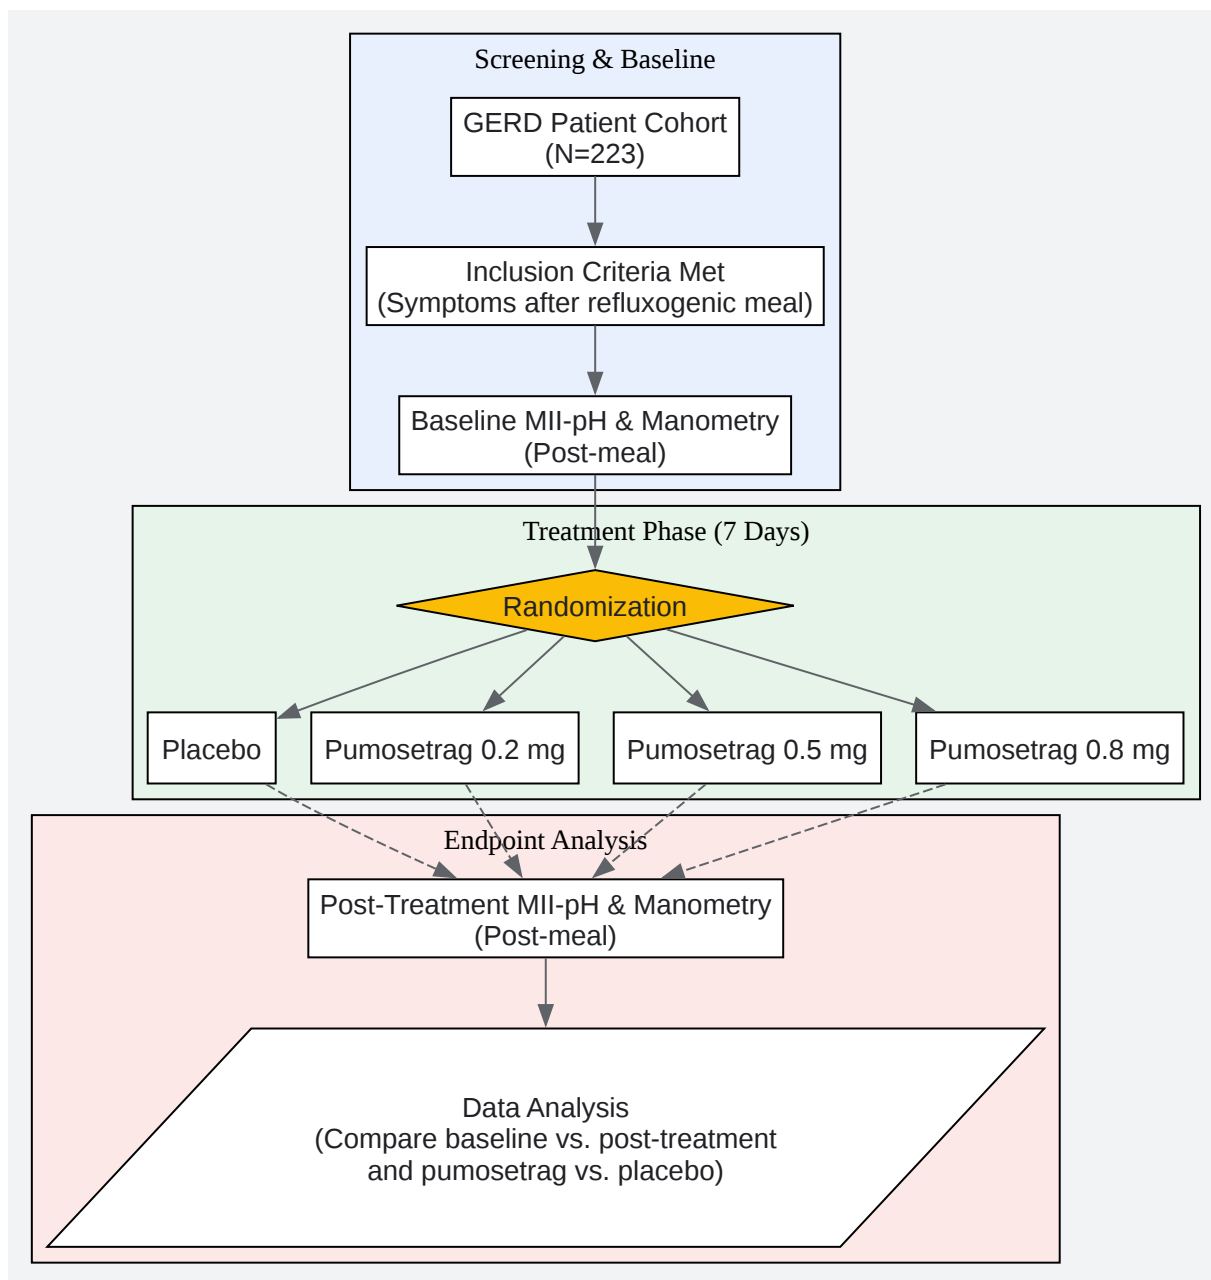 Screening & Baseline
GERD Patient Cohort
(N=223)
Inclusion Criteria Met
(Symptoms after refluxogenic meal)
Baseline MII-pH & Manometry
(Post-meal)
Treatment Phase (7 Days)
Randomization
Placebo
Pumosetrag 0.2 mg
Pumosetrag 0.5 mg
Pumosetrag 0.8 mg
Endpoint Analysis
Post-Treatment MII-pH & Manometry
(Post-meal)
Data Analysis
(Compare baseline vs. post-treatment
and pumosetrag vs. placebo)